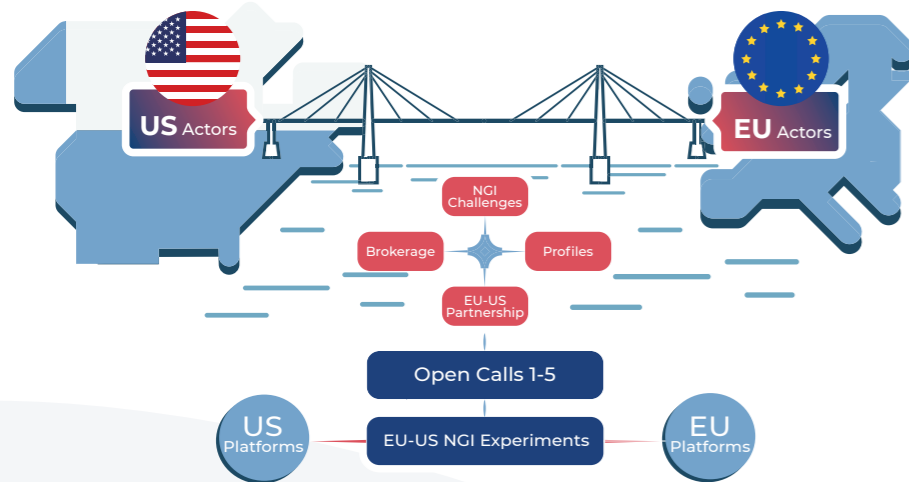 US Actors
EU Actors
NGI
Challenges
Brokerage
Profiles
EU-US
Partnership
Open Calls 1-5
US
Platforms
EU-US NGI Experiments
EU
Platforms